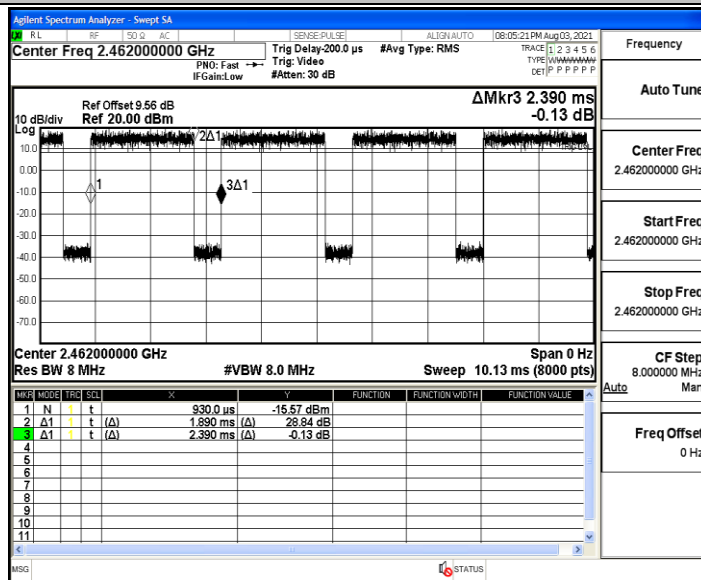 Agilent Spectrum Analyzer - Swept SA
RL RF 50 Ω AC SENSE:PULSE ALIGN AUTO 08:05:21 PM Aug 03, 2021
Center Freq 2.462000000 GHz
Trig Delay-200.0 µs #Avg Type: RMS
TRACE 1 2 3 4 5 6
PNO: Fast Trig: Video
TYPE
IFGain:Low #Atten: 30 dB
DET P P P P P P
ΔMkr3 2.390 ms
-0.13 dB
Ref Offset 9.56 dB
10 dB/div Ref 20.00 dBm
Log
2Δ1
10.0
0.00
1
3Δ1
-10.0
-20.0
-30.0
-40.0
-50.0
-60.0
-70.0
Center 2.462000000 GHz Span 0 Hz
Res BW 8 MHz #VBW 8.0 MHz Sweep 10.13 ms (8000 pts)
MKR MODE TRC SCL X Y FUNCTION FUNCTION WIDTH FUNCTION VALUE
1 N t 930.0 µs -15.57 dBm
2 Δ1 t (Δ) 1.890 ms (Δ) 28.84 dB
3 Δ1 t (Δ) 2.390 ms (Δ) -0.13 dB
4
5
6
7
8
9
10
11
MSG STATUS
Frequency
Auto Tune
Center Freq
2.462000000 GHz
Start Freq
2.462000000 GHz
Stop Freq
2.462000000 GHz
CF Step
8.000000 MHz
Auto Man
Freq Offset
0 Hz